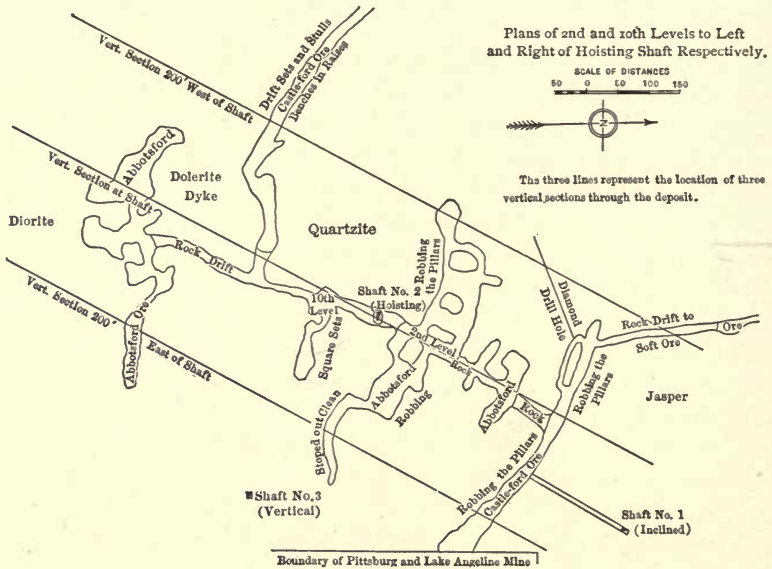 Plans of 2nd and 10th Levels to Left
and Right of Hoisting Shaft Respectively.
SCALE OF DISTANCES
50 0 50 100 150
N
The three lines represent the location of three
vertical sections through the deposit.
Vert. Section 200' West of Shaft
Drift Sets and Stulls
Castle-ford Ore
Benches in Raises
Abbotsford
Vert. Section at Shaft
Dolerite
Dyke
Diorite
Quartzite
Rock Drift
Vert. Section 200'
East of Shaft
Abbotsford Ore
10th
Level
Square Sets
Shaft No. 2
(Hoisting)
Robbing
the Pillars
2nd Level
Rock
Stoped out Clean
Abbotsford
Robbing
Abbotsford
Rock
Diamond
Drill Hole
Rock Drift to
Soft Ore
Ore
Robbing the
Pillars
Jasper
Robbing the Pillars
Castle-ford Ore
Shaft No.3
(Vertical)
Shaft No. 1
(Inclined)
Boundary of Pittsburg and Lake Angeline Mine